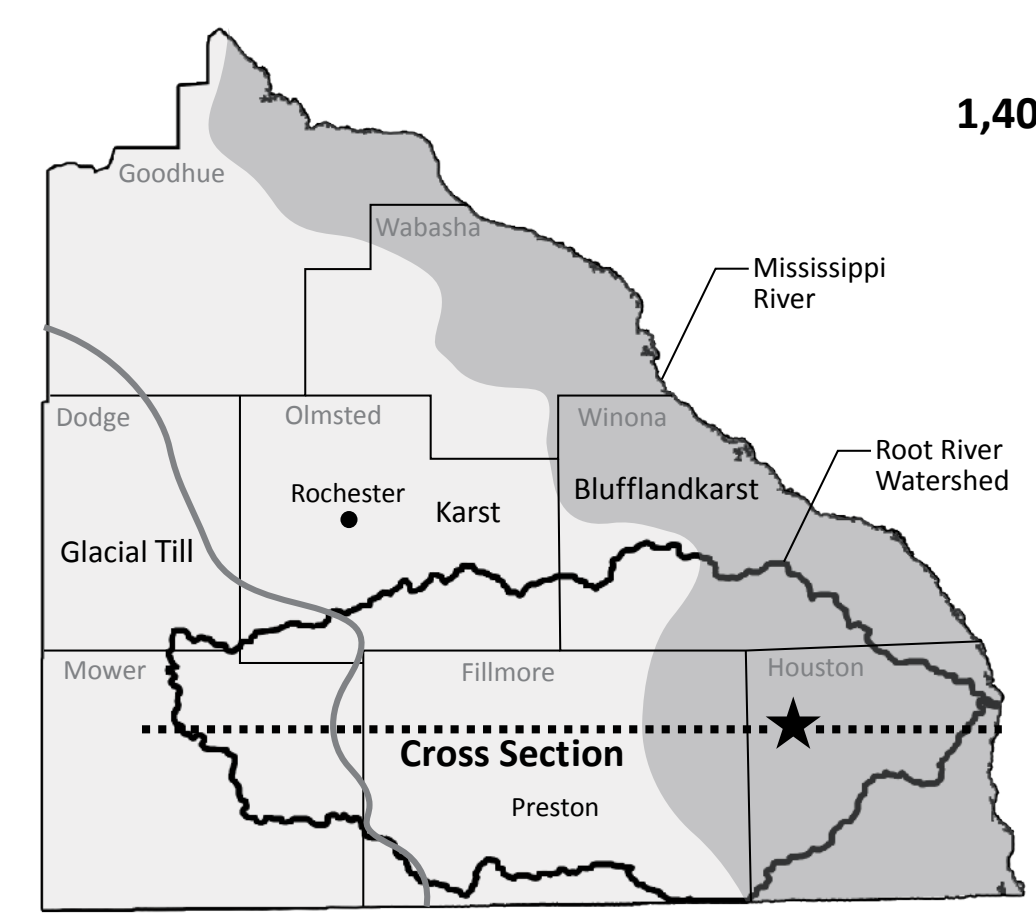 1,40
Goodhue
Wabasha
Mississippi
River
Dodge
Olmsted
Winona
Root River
Watershed
Rochester
Karst
Blufflandkarst
Glacial Till
Mower
Fillmore
Houston
Cross Section
Preston